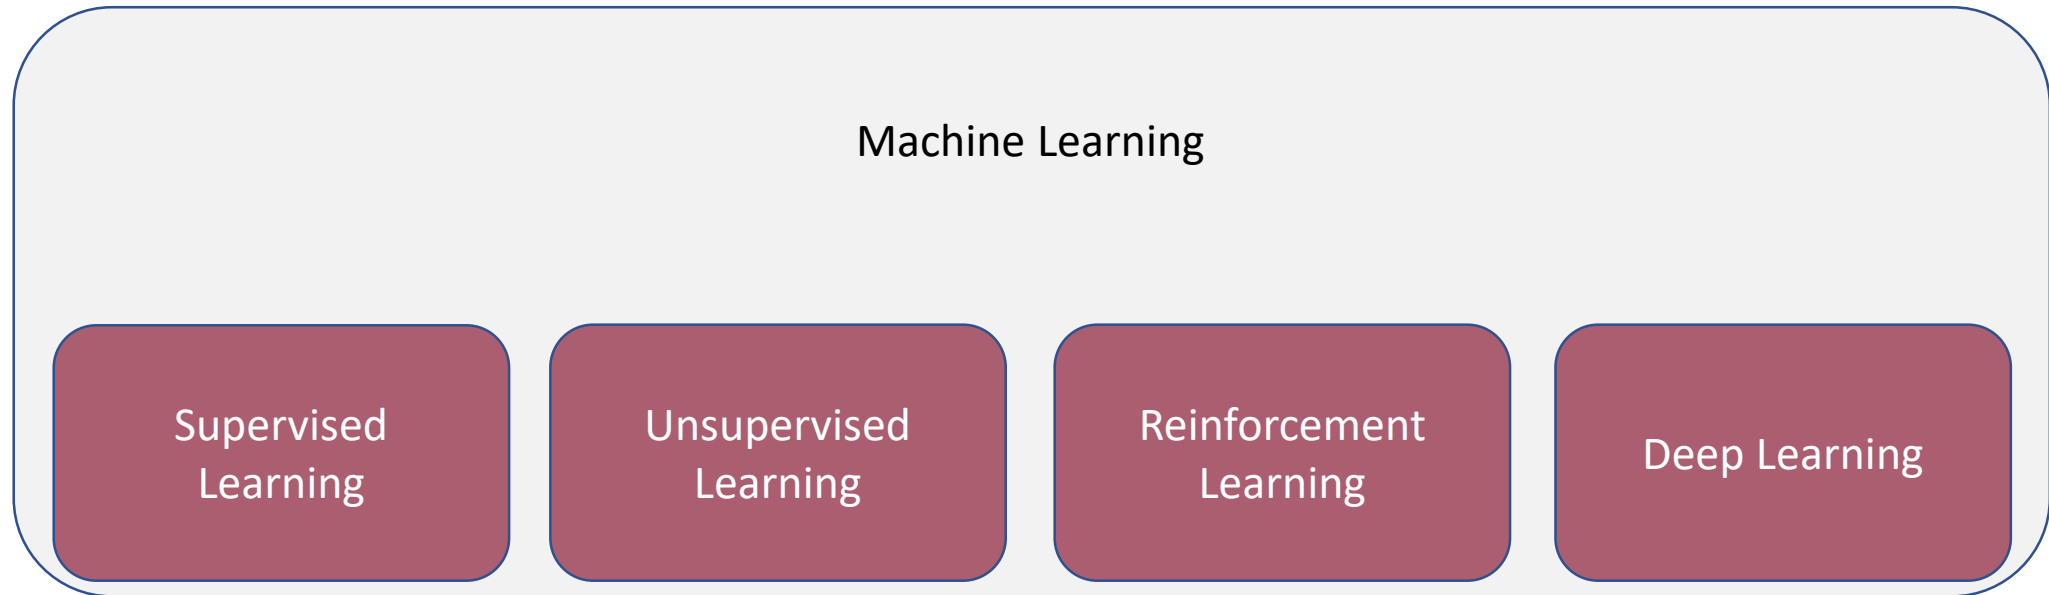 Machine Learning
Supervised
Learning
Unsupervised
Learning
Reinforcement
Learning
Deep Learning